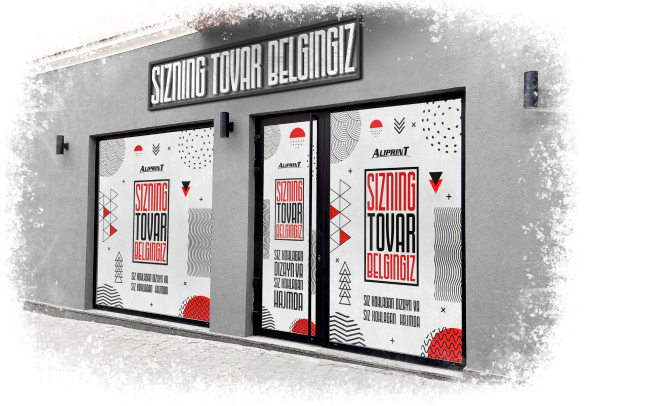 SIZNING TOVAR BELGINGIZ
ALIPRINT
SIZNING
TOVAR
BELGINGIZ
SIZ XOHLAGAN DIZAYN VA
SIZ XOHLAGAN HAJMDA
ALIPRINT
SIZNING
TOVAR
BELGINGIZ
SIZ XOHLAGAN
DIZAYN VA
SIZ XOHLAGAN
HAJMDA
ALIPRINT
SIZNING
TOVAR
BELGINGIZ
SIZ XOHLAGAN DIZAYN VA
SIZ XOHLAGAN HAJMDA